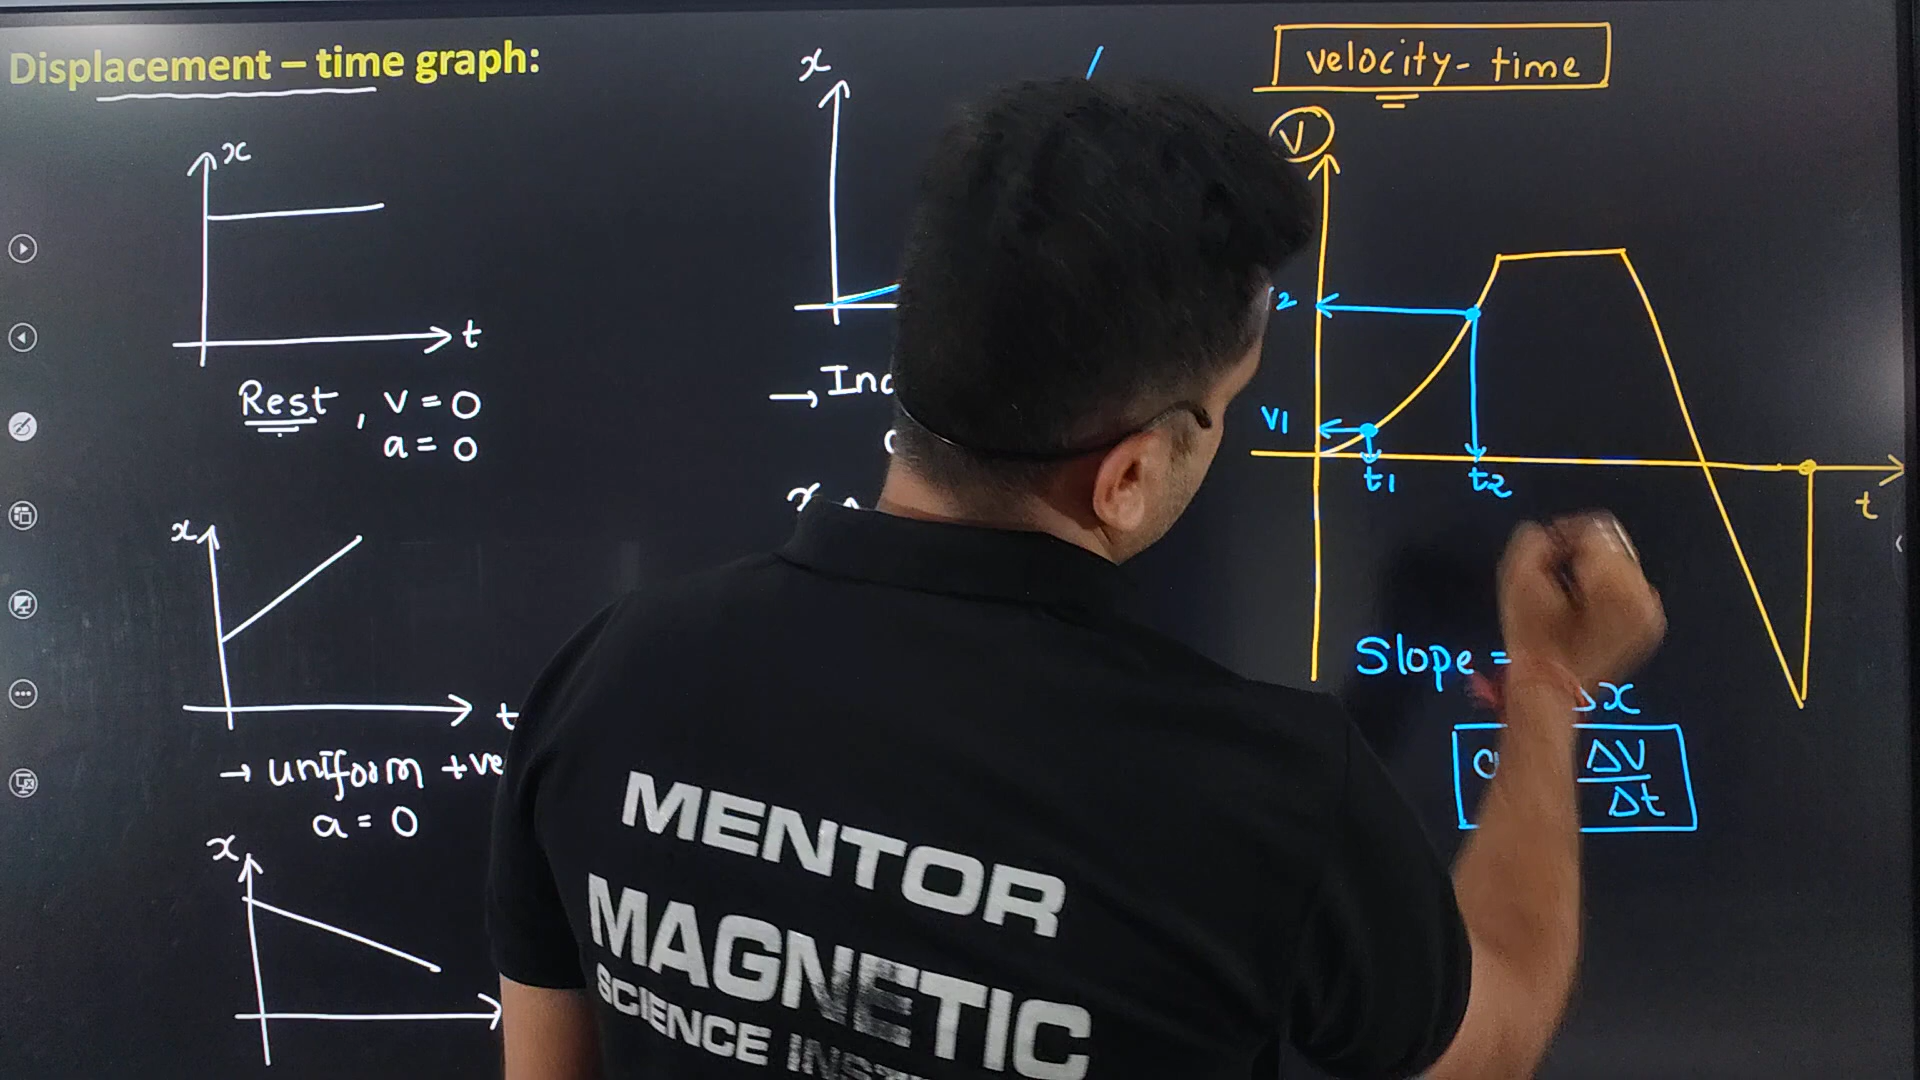 Displacement – time graph:
x
t
Rest, v = 0
a = 0
x
t
→ uniform +ve
a = 0
x
x
→ Inc
x
velocity - time
V
2
V1
t1
t2
t
Slope =
Δx
ΔV
Δt
MENTOR
MAGNETIC
SCIENCE